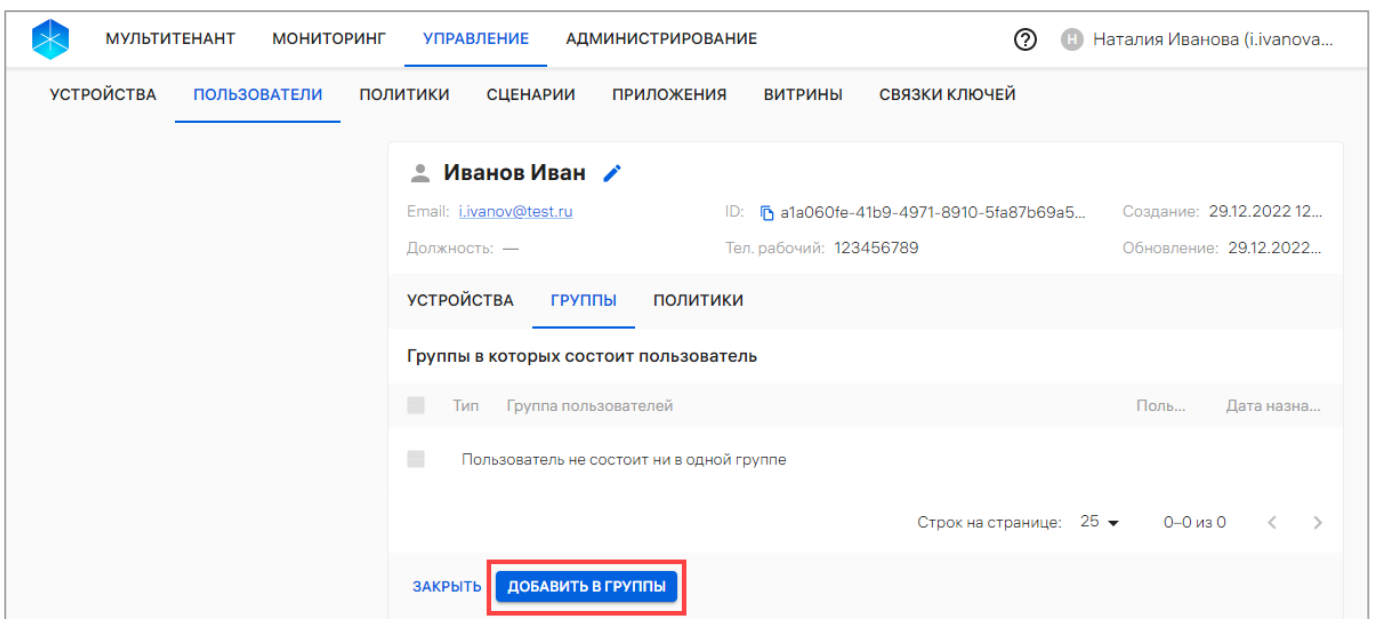 МУЛЬТИТЕНАНТ МОНИТОРИНГ УПРАВЛЕНИЕ АДМИНИСТРИРОВАНИЕ ? Н Наталия Иванова (i.ivanova...
УСТРОЙСТВА ПОЛЬЗОВАТЕЛИ ПОЛИТИКИ СЦЕНАРИИ ПРИЛОЖЕНИЯ ВИТРИНЫ СВЯЗКИ КЛЮЧЕЙ
Иванов Иван
Email: i.ivanov@test.ru ID: a1a060fe-41b9-4971-8910-5fa87b69a5... Создание: 29.12.2022 12...
Должность: — Тел. рабочий: 123456789 Обновление: 29.12.2022...
УСТРОЙСТВА ГРУППЫ ПОЛИТИКИ
Группы в которых состоит пользователь
Тип Группа пользователей Поль... Дата назна...
Пользователь не состоит ни в одной группе
Строк на странице: 25 0–0 из 0
ЗАКРЫТЬ ДОБАВИТЬ В ГРУППЫ